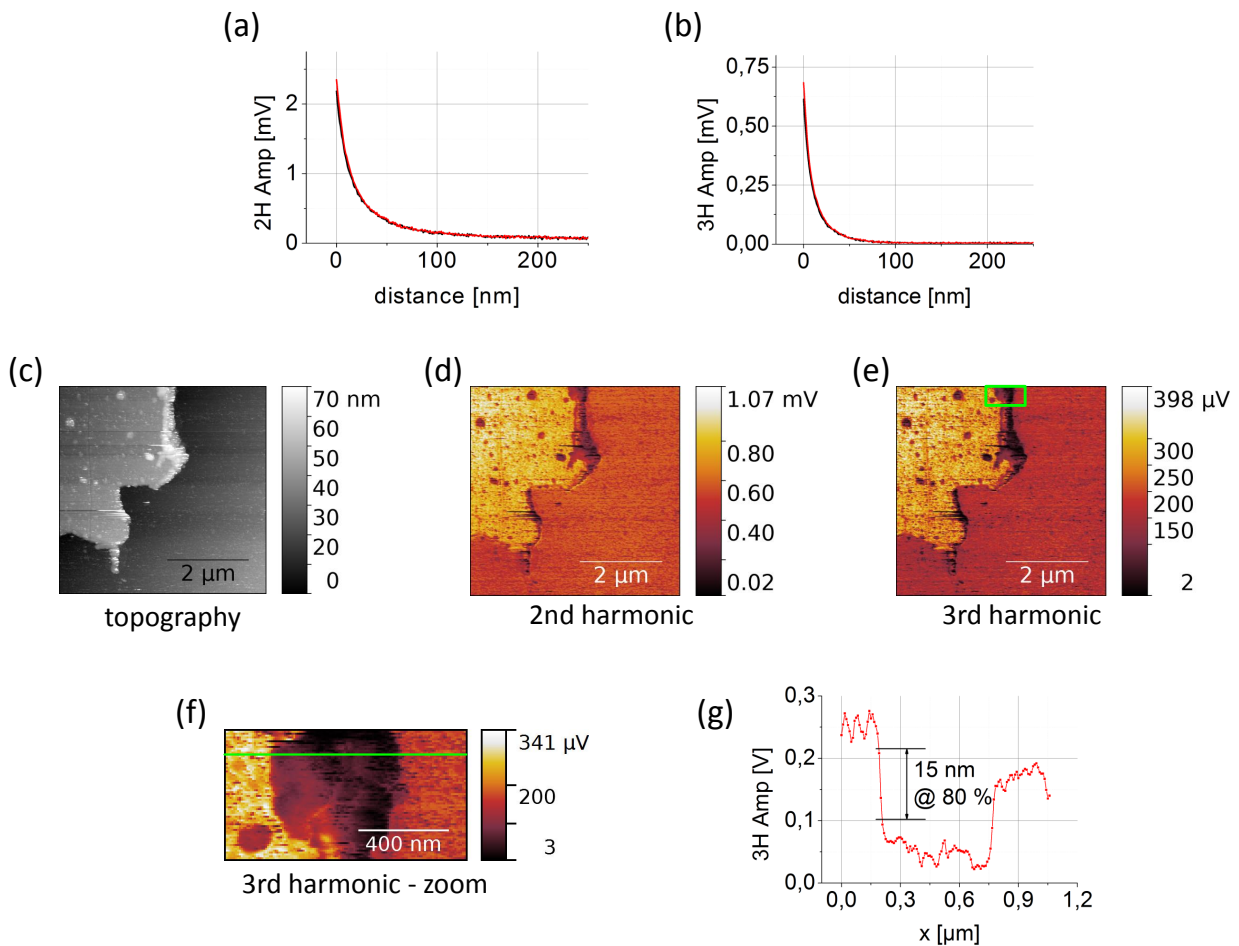 (a)
(b)
2
1
0
2H Amp [mV]
0
100
200
distance [nm]
0,75
0,50
0,25
0,00
3H Amp [mV]
0
100
200
distance [nm]
(c)
70 nm
60
50
40
30
20
0
2 µm
topography
(d)
1.07 mV
0.80
0.60
0.40
0.02
2 µm
2nd harmonic
(e)
398 µV
300
250
200
150
2
2 µm
3rd harmonic
(f)
341 µV
200
3
400 nm
3rd harmonic - zoom
(g)
0,3
0,2
0,1
0,0
3H Amp [V]
15 nm
@ 80 %
0,0
0,3
0,6
0,9
1,2
x [µm]